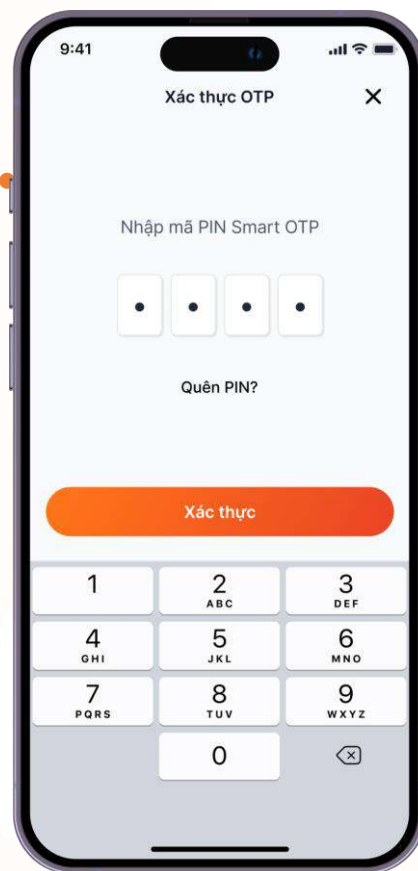 9:41
Xác thực OTP
Nhập mã PIN Smart OTP
Quên PIN?
Xác thực
1 2 3
ABC DEF
4 5 6
GHI JKL MNO
7 8 9
PQRS TUV WXYZ
0